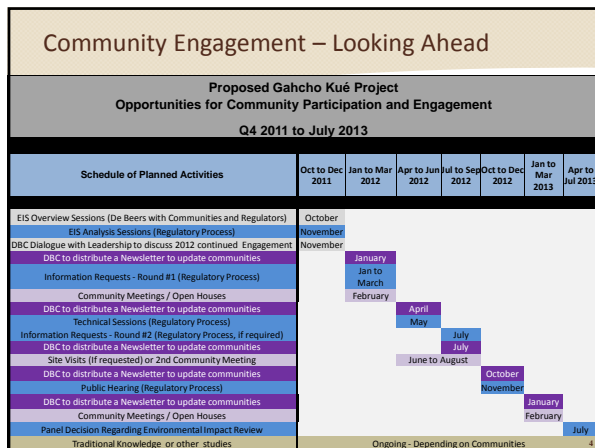 Community Engagement – Looking Ahead
Proposed Gahcho Kué Project
Opportunities for Community Participation and Engagement
Q4 2011 to July 2013
Schedule of Planned Activities
Oct to Dec 2011
Jan to Mar 2012
Apr to Jun 2012
Jul to Sep 2012
Oct to Dec 2012
Jan to Mar 2013
Apr to Jul 2013
EIS Overview Sessions (De Beers with Communities and Regulators) October
EIS Analysis Sessions (Regulatory Process) November
DBC Dialogue with Leadership to discuss 2012 continued Engagement November
DBC to distribute a Newsletter to update communities January
Information Requests - Round #1 (Regulatory Process) Jan to March
Community Meetings / Open Houses February
DBC to distribute a Newsletter to update communities April
Technical Sessions (Regulatory Process) May
Information Requests - Round #2 (Regulatory Process, if required) July
DBC to distribute a Newsletter to update communities July
Site Visits (If requested) or 2nd Community Meeting June to August
DBC to distribute a Newsletter to update communities October
Public Hearing (Regulatory Process) November
DBC to distribute a Newsletter to update communities January
Community Meetings / Open Houses February
Panel Decision Regarding Environmental Impact Review July
Traditional Knowledge or other studies Ongoing - Depending on Communities
4